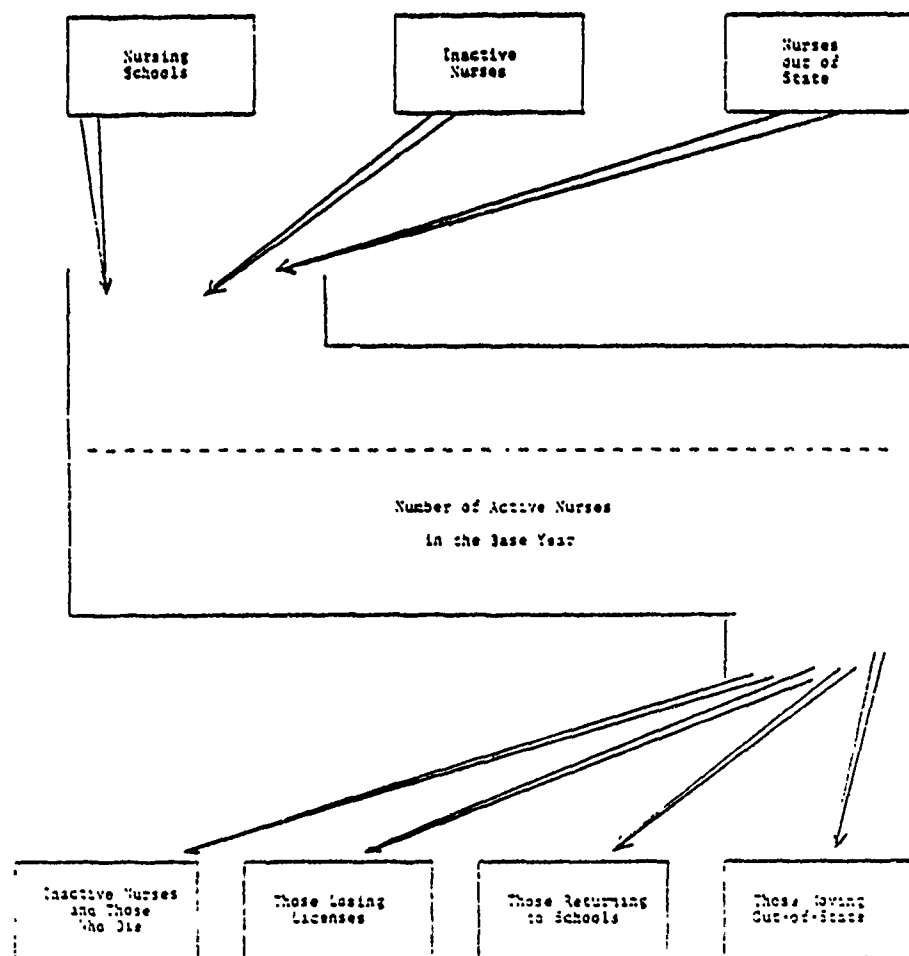 Nursing
Schools
Inactive
Nurses
Nurses
out of
State
Number of Active Nurses
in the Base Year
Inactive Nurses
and Those
Who Die
Those Losing
Licenses
Those Returning
to Schools
Those Moving
Out-of-State